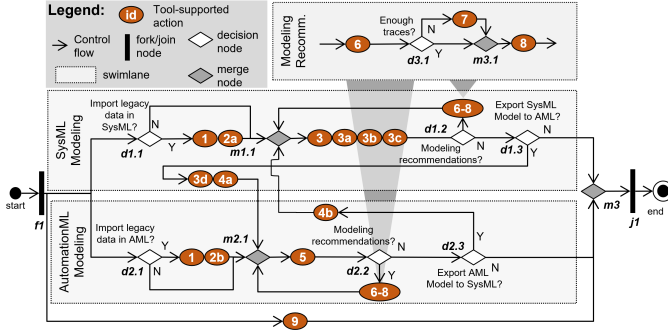 Legend:
id
Tool-supported
action
decision
node
Control
flow
fork/join
node
swimlane
merge
node
Modeling
Recomm.
6
Enough
traces?
N
Y
d3.1
7
m3.1
8
SysML
Modeling
Import legacy
data in
SysML?
N
Y
d1.1
1
2a
m1.1
3
3a
3b
3c
6-8
d1.2
Y
N
Modeling
recommendations?
Export SysML
Model to AML?
N
Y
d1.3
3d
4a
start
f1
m3
j1
end
AutomationML
Modeling
Import legacy
data in AML?
Y
N
d2.1
1
2b
m2.1
5
4b
Modeling
recommendations?
N
Y
d2.2
6-8
d2.3
Y
N
Export AML
Model to SysML?
9